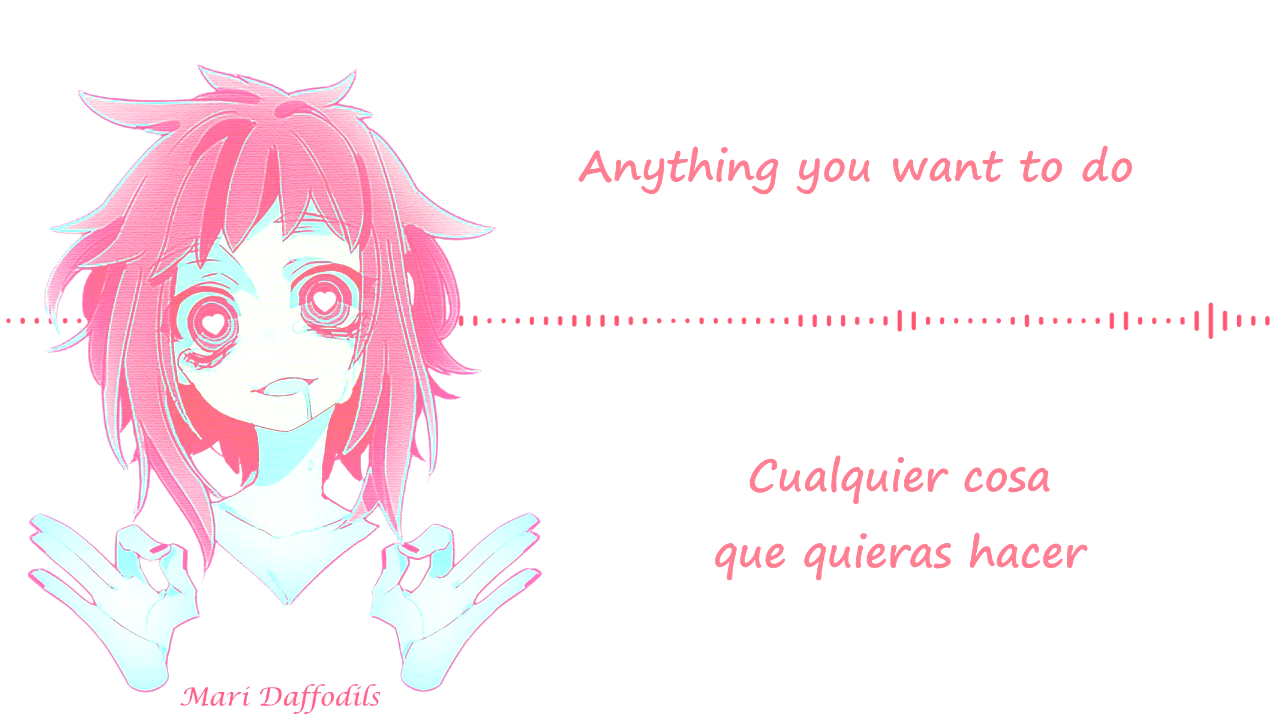 Anything you want to do
Cualquier cosa
que quieras hacer
Mari Daffodils